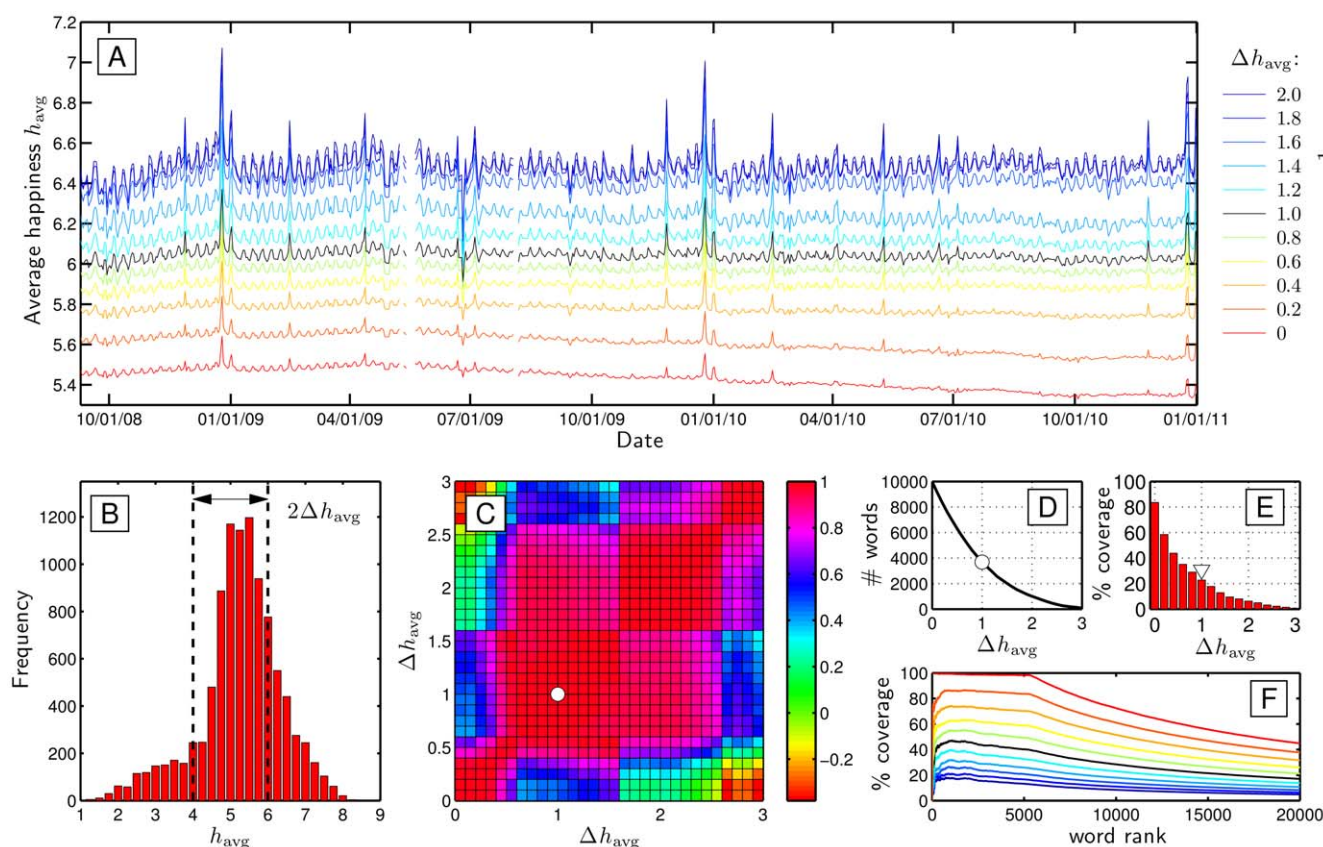 A
7.2
7
6.8
6.6
6.4
6.2
6
5.8
5.6
5.4
Average happiness h_avg
10/01/08 01/01/09 04/01/09 07/01/09 10/01/09 01/01/10 04/01/10 07/01/10 10/01/10 01/01/11
Date
Δh_avg:
2.0
1.8
1.6
1.4
1.2
1.0
0.8
0.6
0.4
0.2
0
1
B
2Δh_avg
1200
1000
800
600
400
200
0
Frequency
1 2 3 4 5 6 7 8 9
h_avg
C
3
2.5
2
1.5
1
0.5
0
Δh_avg
0 1 2 3
Δh_avg
1
0.8
0.6
0.4
0.2
0
−0.2
D
10000
8000
6000
4000
2000
0
# words
0 1 2 3
Δh_avg
E
100
80
60
40
20
0
% coverage
0 1 2 3
Δh_avg
F
100
80
60
40
20
0
% coverage
0 5000 10000 15000 20000
word rank